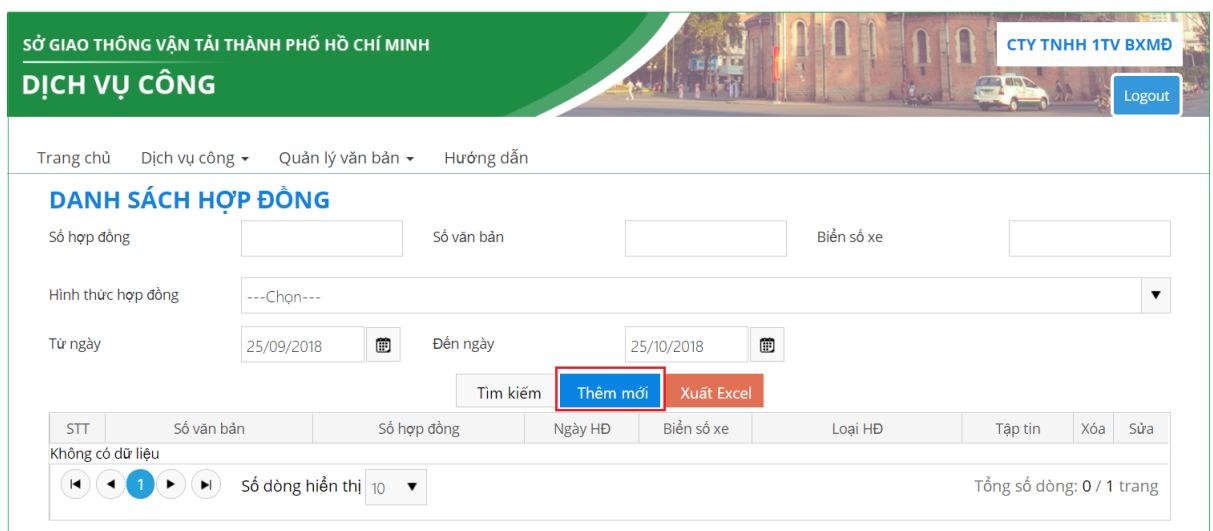 SỞ GIAO THÔNG VẬN TẢI THÀNH PHỐ HỒ CHÍ MINH
DỊCH VỤ CÔNG
CTY TNHH 1TV BXMĐ
Logout
Trang chủ Dịch vụ công Quản lý văn bản Hướng dẫn
DANH SÁCH HỢP ĐỒNG
Số hợp đồng Số văn bản Biển số xe
Hình thức hợp đồng ---Chọn---
Từ ngày 25/09/2018 Đến ngày 25/10/2018
Tìm kiếm Thêm mới Xuất Excel
STT Số văn bản Số hợp đồng Ngày HĐ Biển số xe Loại HĐ Tập tin Xóa Sửa
Không có dữ liệu
1 Số dòng hiển thị 10 Tổng số dòng: 0 / 1 trang